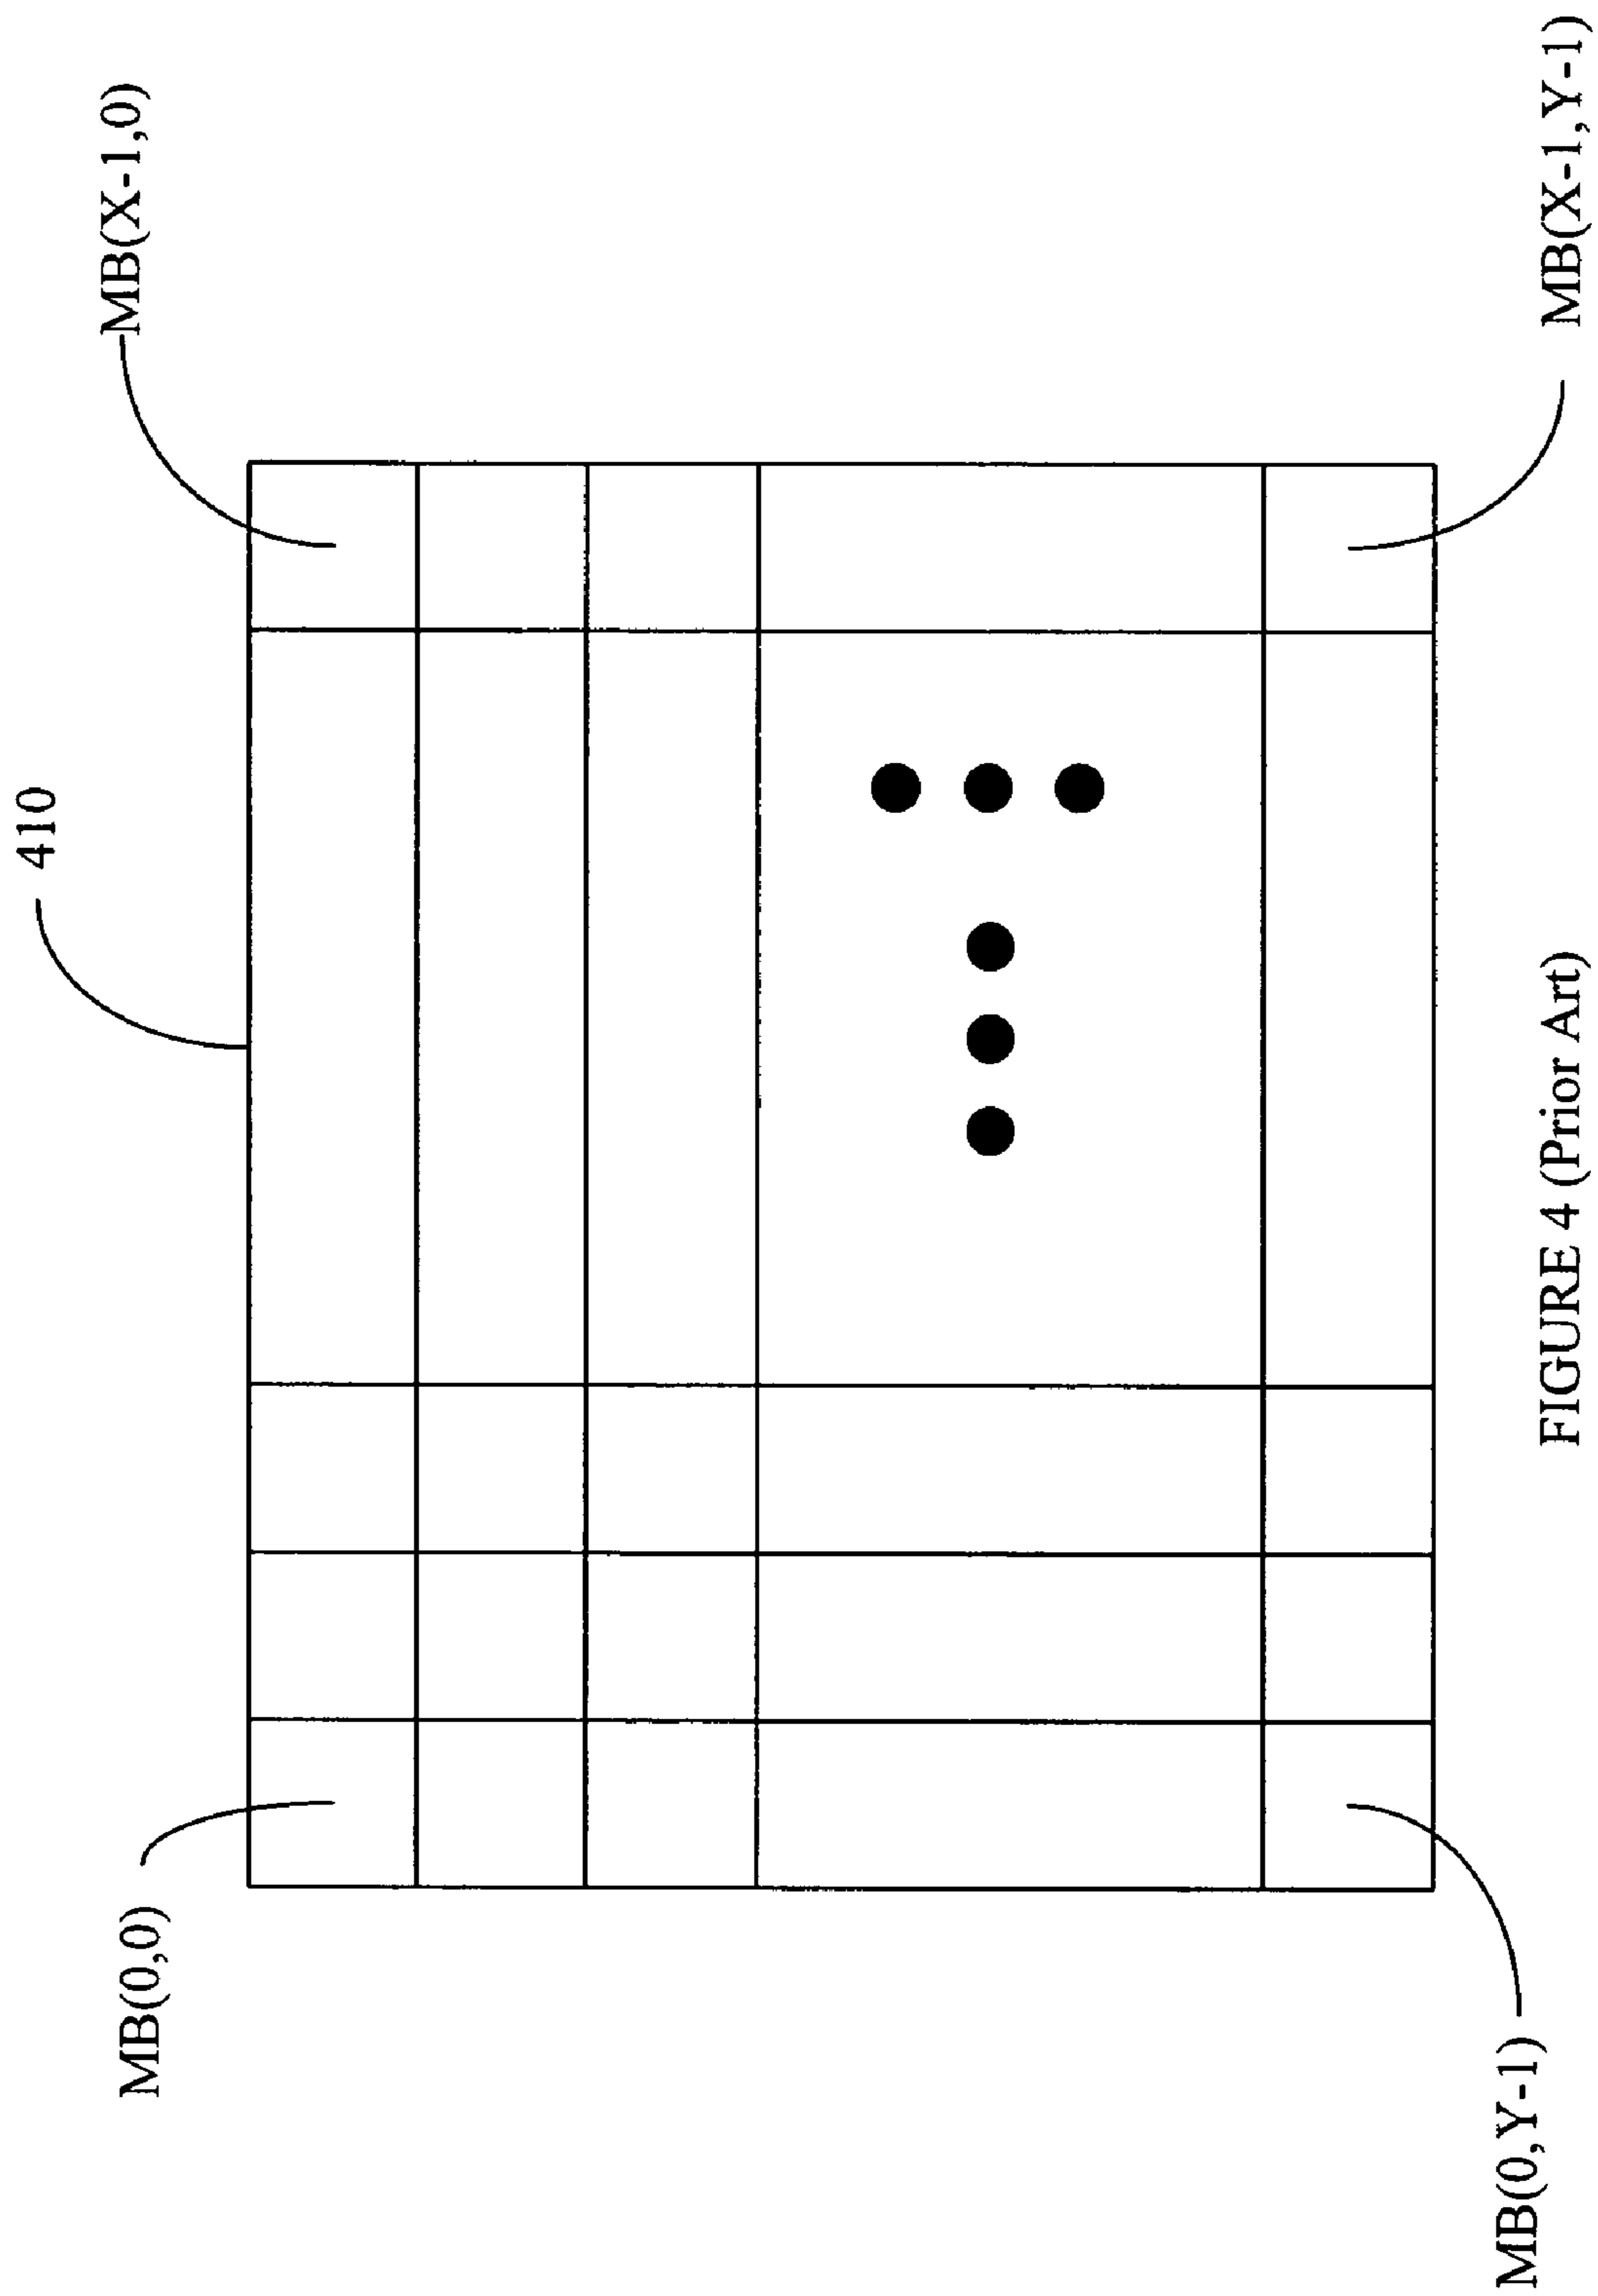 410
MB(0,0)
MB(X-1,0)
MB(0,Y-1)
MB(X-1,Y-1)
FIGURE 4 (Prior Art)